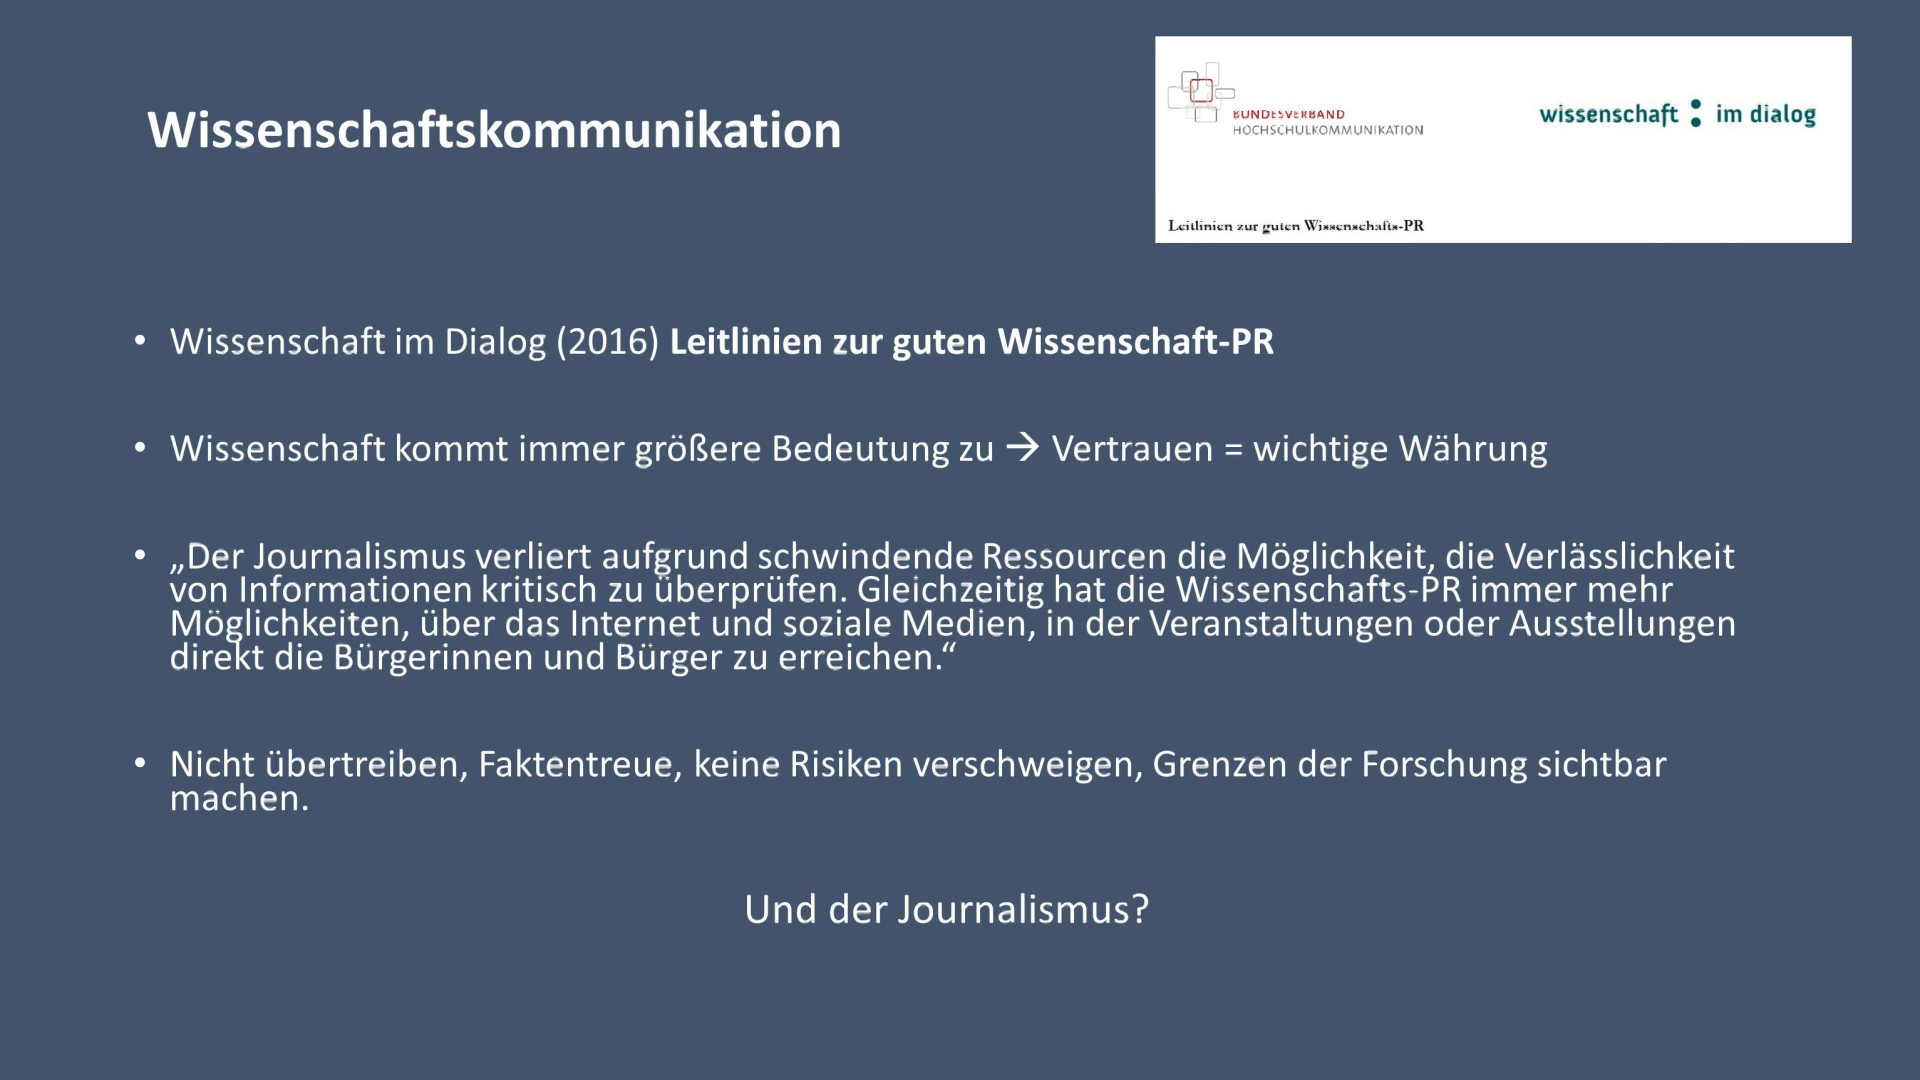 Wissenschaftskommunikation
BUNDESVERBAND
HOCHSCHULKOMMUNIKATION
wissenschaft : im dialog
Leitlinien zur guten Wissenschafts-PR
• Wissenschaft im Dialog (2016) Leitlinien zur guten Wissenschaft-PR
• Wissenschaft kommt immer größere Bedeutung zu → Vertrauen = wichtige Währung
• „Der Journalismus verliert aufgrund schwindende Ressourcen die Möglichkeit, die Verlässlichkeit
von Informationen kritisch zu überprüfen. Gleichzeitig hat die Wissenschafts-PR immer mehr
Möglichkeiten, über das Internet und soziale Medien, in der Veranstaltungen oder Ausstellungen
direkt die Bürgerinnen und Bürger zu erreichen.“
• Nicht übertreiben, Faktentreue, keine Risiken verschweigen, Grenzen der Forschung sichtbar
machen.
Und der Journalismus?